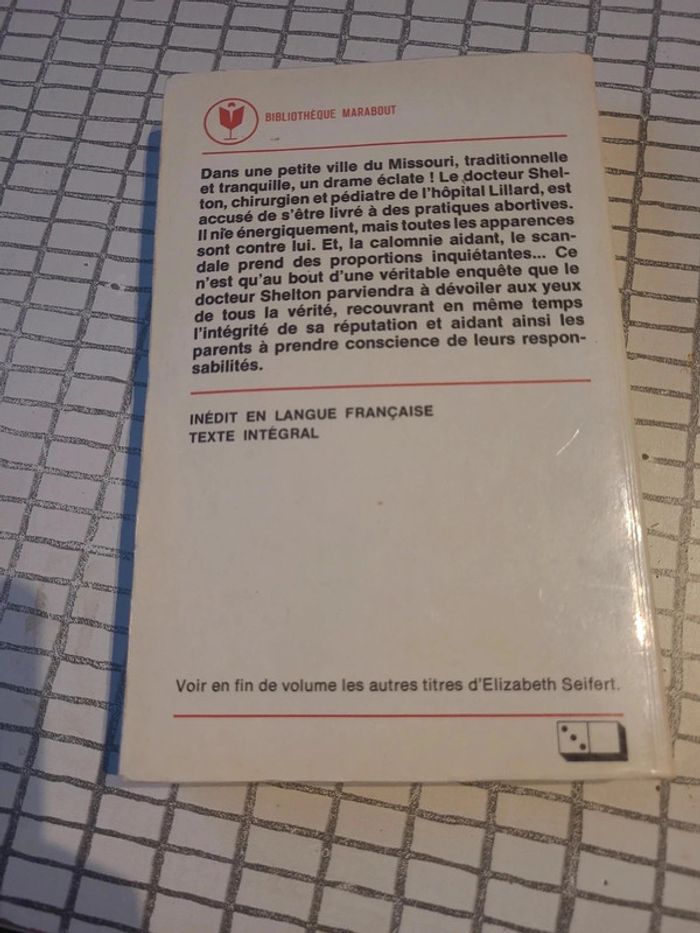 BIBLIOTHÈQUE MARABOUT
Dans une petite ville du Missouri, traditionnelle
et tranquille, un drame éclate ! Le docteur Shel-
ton, chirurgien et pédiatre de l'hôpital Lillard, est
accusé de s'être livré à des pratiques abortives.
Il nie énergiquement, mais toutes les apparences
sont contre lui. Et, la calomnie aidant, le scan-
dale prend des proportions inquiétantes... Ce
n'est qu'au bout d'une véritable enquête que le
docteur Shelton parviendra à dévoiler aux yeux
de tous la vérité, recouvrant en même temps
l'intégrité de sa réputation et aidant ainsi les
parents à prendre conscience de leurs respon-
sabilités.
INÉDIT EN LANGUE FRANÇAISE
TEXTE INTÉGRAL
Voir en fin de volume les autres titres d'Elizabeth Seifert.